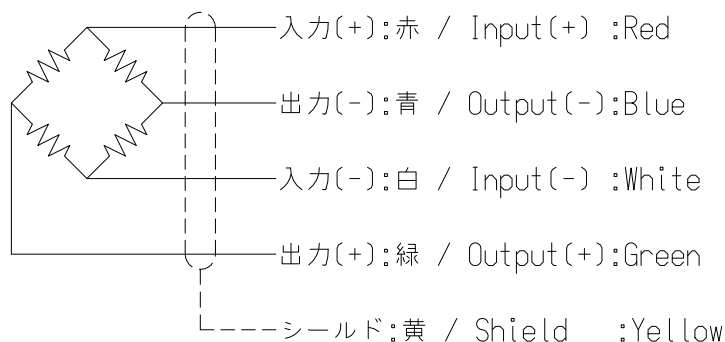 入力(+):赤 / Input(+) :Red
出力(-):青 / Output(-):Blue
入力(-):白 / Input(-) :White
出力(+):緑 / Output(+):Green
シールド:黄 / Shield :Yellow